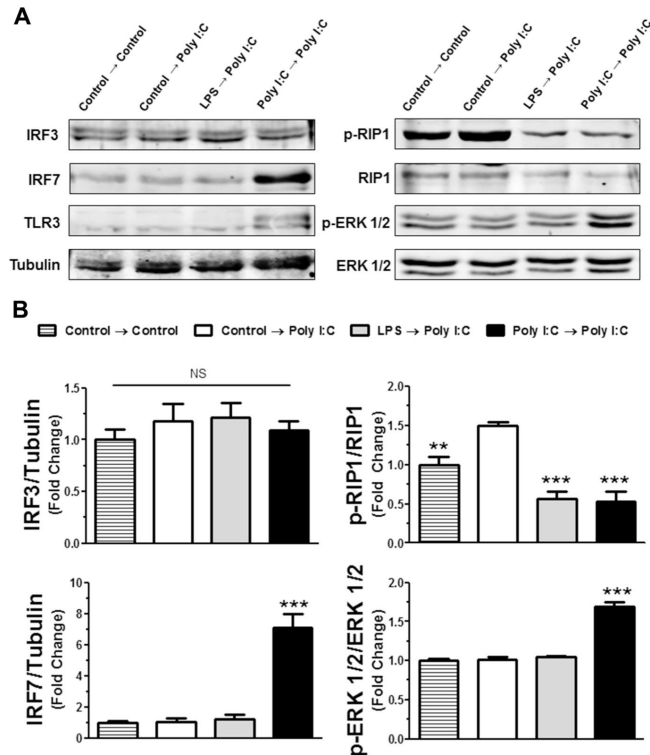 A
Control → Control
Control → Poly I:C
LPS → Poly I:C
Poly I:C → Poly I:C
IRF3
IRF7
TLR3
Tubulin
Control → Control
Control → Poly I:C
LPS → Poly I:C
Poly I:C → Poly I:C
p-RIP1
RIP1
p-ERK 1/2
ERK 1/2
B
Control → Control Control → Poly I:C LPS → Poly I:C Poly I:C → Poly I:C
IRF3/Tubulin
(Fold Change)
1.5
1.0
0.5
0.0
NS
p-RIP1/RIP1
(Fold Change)
2.0
1.5
1.0
0.5
0.0
** *** ***
IRF7/Tubulin
(Fold Change)
10
8
6
4
2
0
***
p-ERK 1/2/ERK 1/2
(Fold Change)
2.0
1.5
1.0
0.5
0.0
***